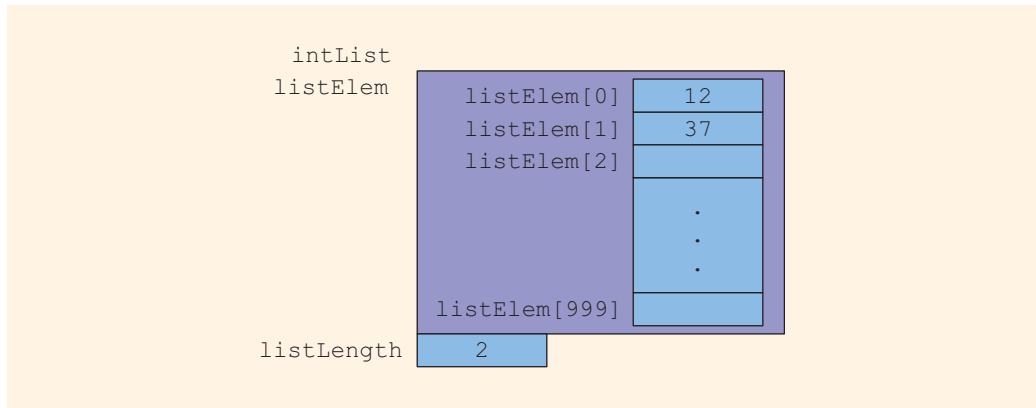 intList
listElem
listElem[0] 12
listElem[1] 37
listElem[2]
.
.
.
listElem[999]
listLength 2